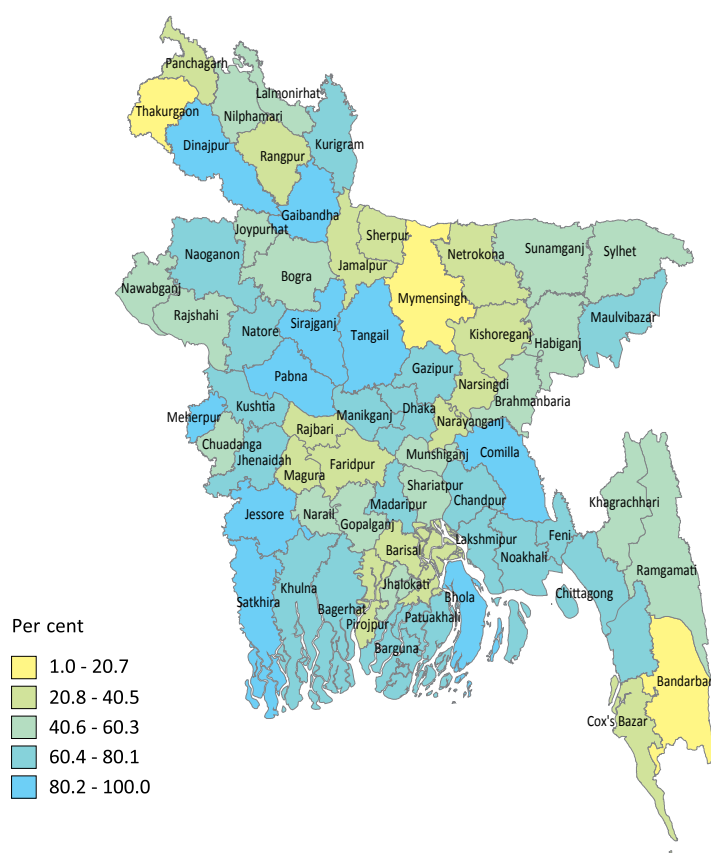 Panchagarh
Lalmonirhat
Thakurgaon
Nilphamari
Dinajpur
Kurigram
Rangpur
Gaibandha
Joypurhat
Sherpur
Sunamganj
Sylhet
Naoganon
Netrokona
Jamalpur
Bogra
Nawabganj
Mymensingh
Rajshahi
Maulvibazar
Natore
Sirajganj
Tangail
Kishoreganj
Habiganj
Gazipur
Pabna
Narsingdi
Brahmanbaria
Kushtia
Dhaka
Meherpur
Manikganj
Narayanganj
Rajbari
Chuadanga
Comilla
Munshiganj
Jhenaidah
Faridpur
Magura
Shariatpur
Khagrachhari
Chandpur
Madaripur
Jessore
Narail
Gopalganj
Feni
Lakshmipur
Barisal
Noakhali
Ramgamati
Jhalokati
Khulna
Chittagong
Bhola
Satkhira
Bagerhat
Patuakhali
Pirojpur
Barguna
Bandarban
Cox's Bazar
Per cent
1.0 - 20.7
20.8 - 40.5
40.6 - 60.3
60.4 - 80.1
80.2 - 100.0